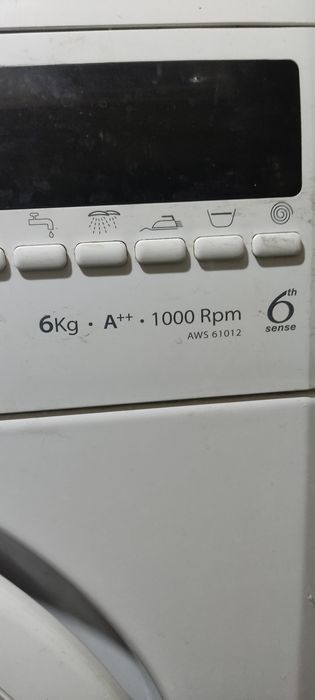 6Kg · A++ · 1000 Rpm
AWS 61012
6th
sense